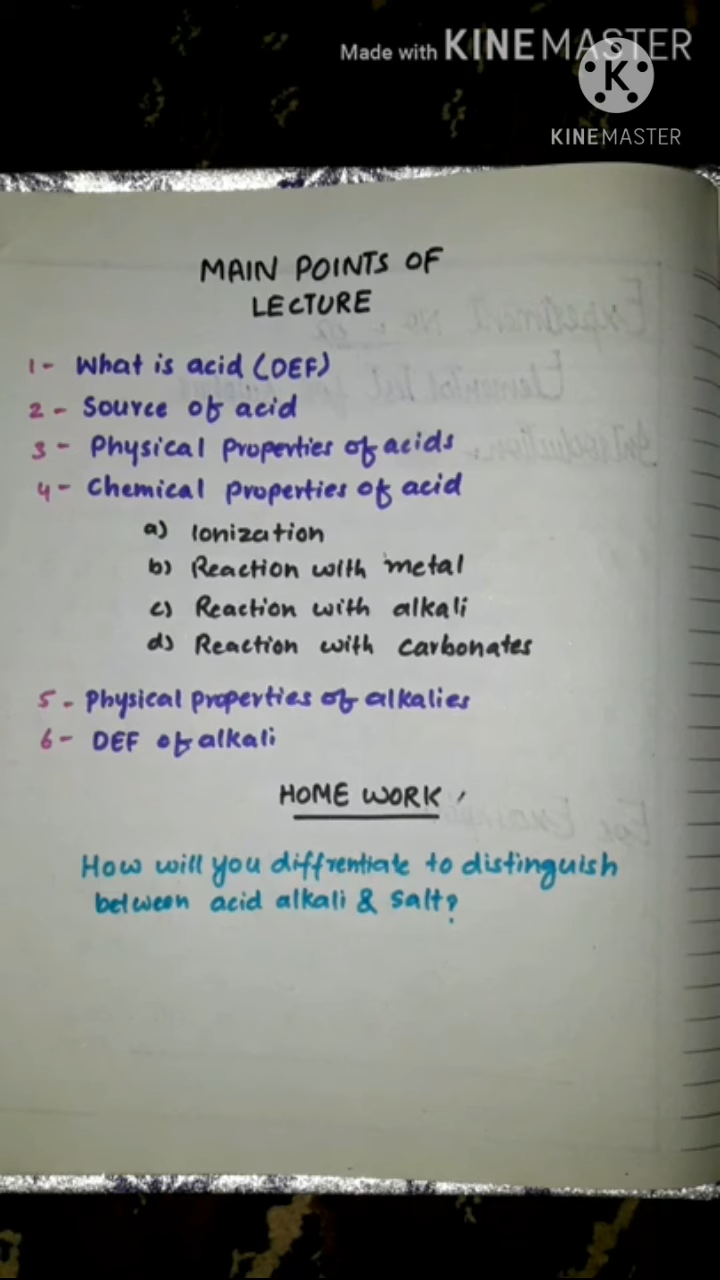 Made with KINEMASTER
K
KINEMASTER
MAIN POINTS OF
LECTURE
1- What is acid (DEF)
2- Source of acid
3- Physical Properties of acids
4- Chemical properties of acid
a) Ionization
b) Reaction with metal
c) Reaction with alkali
d) Reaction with carbonates
5- Physical properties of alkalies
6- DEF of alkali
HOME WORK
How will you diffrentiate to distinguish
between acid alkali & Salt?